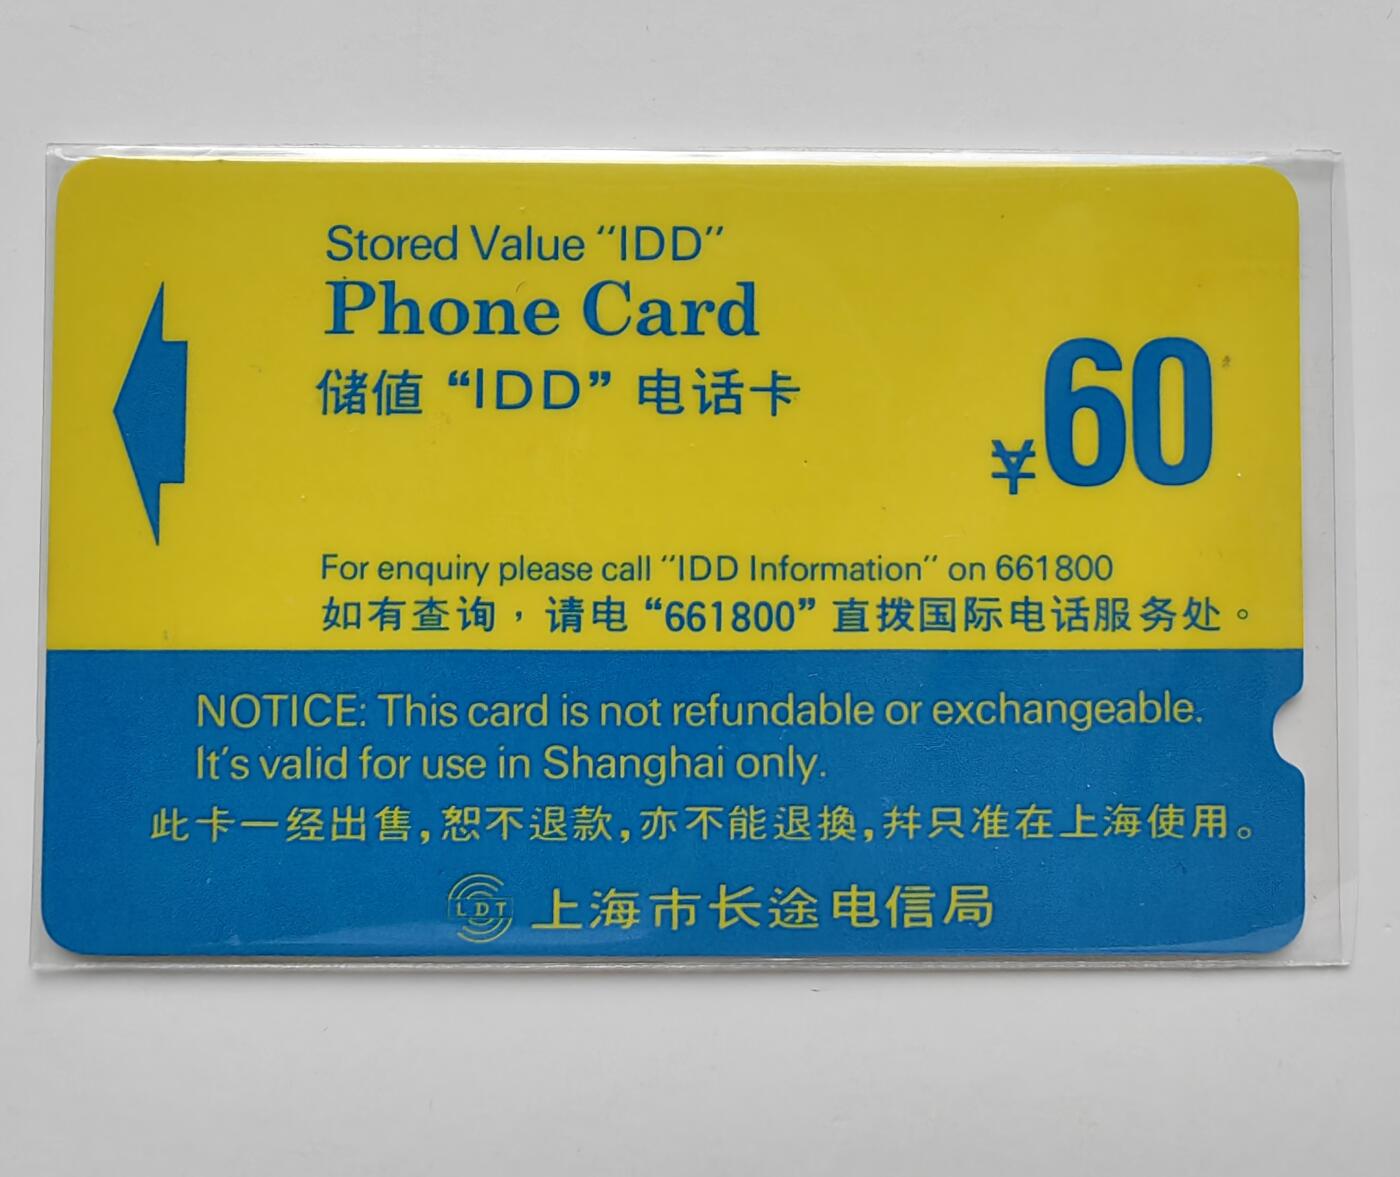 Stored Value “IDD”
Phone Card
储值 “IDD” 电话卡
¥60
For enquiry please call “IDD Information” on 661800
如有查询，请电“661800”直拨国际电话服务处。
NOTICE: This card is not refundable or exchangeable.
It's valid for use in Shanghai only.
此卡一经出售,恕不退款,亦不能退換,幷只准在上海使用。
LDT 上海市长途电信局